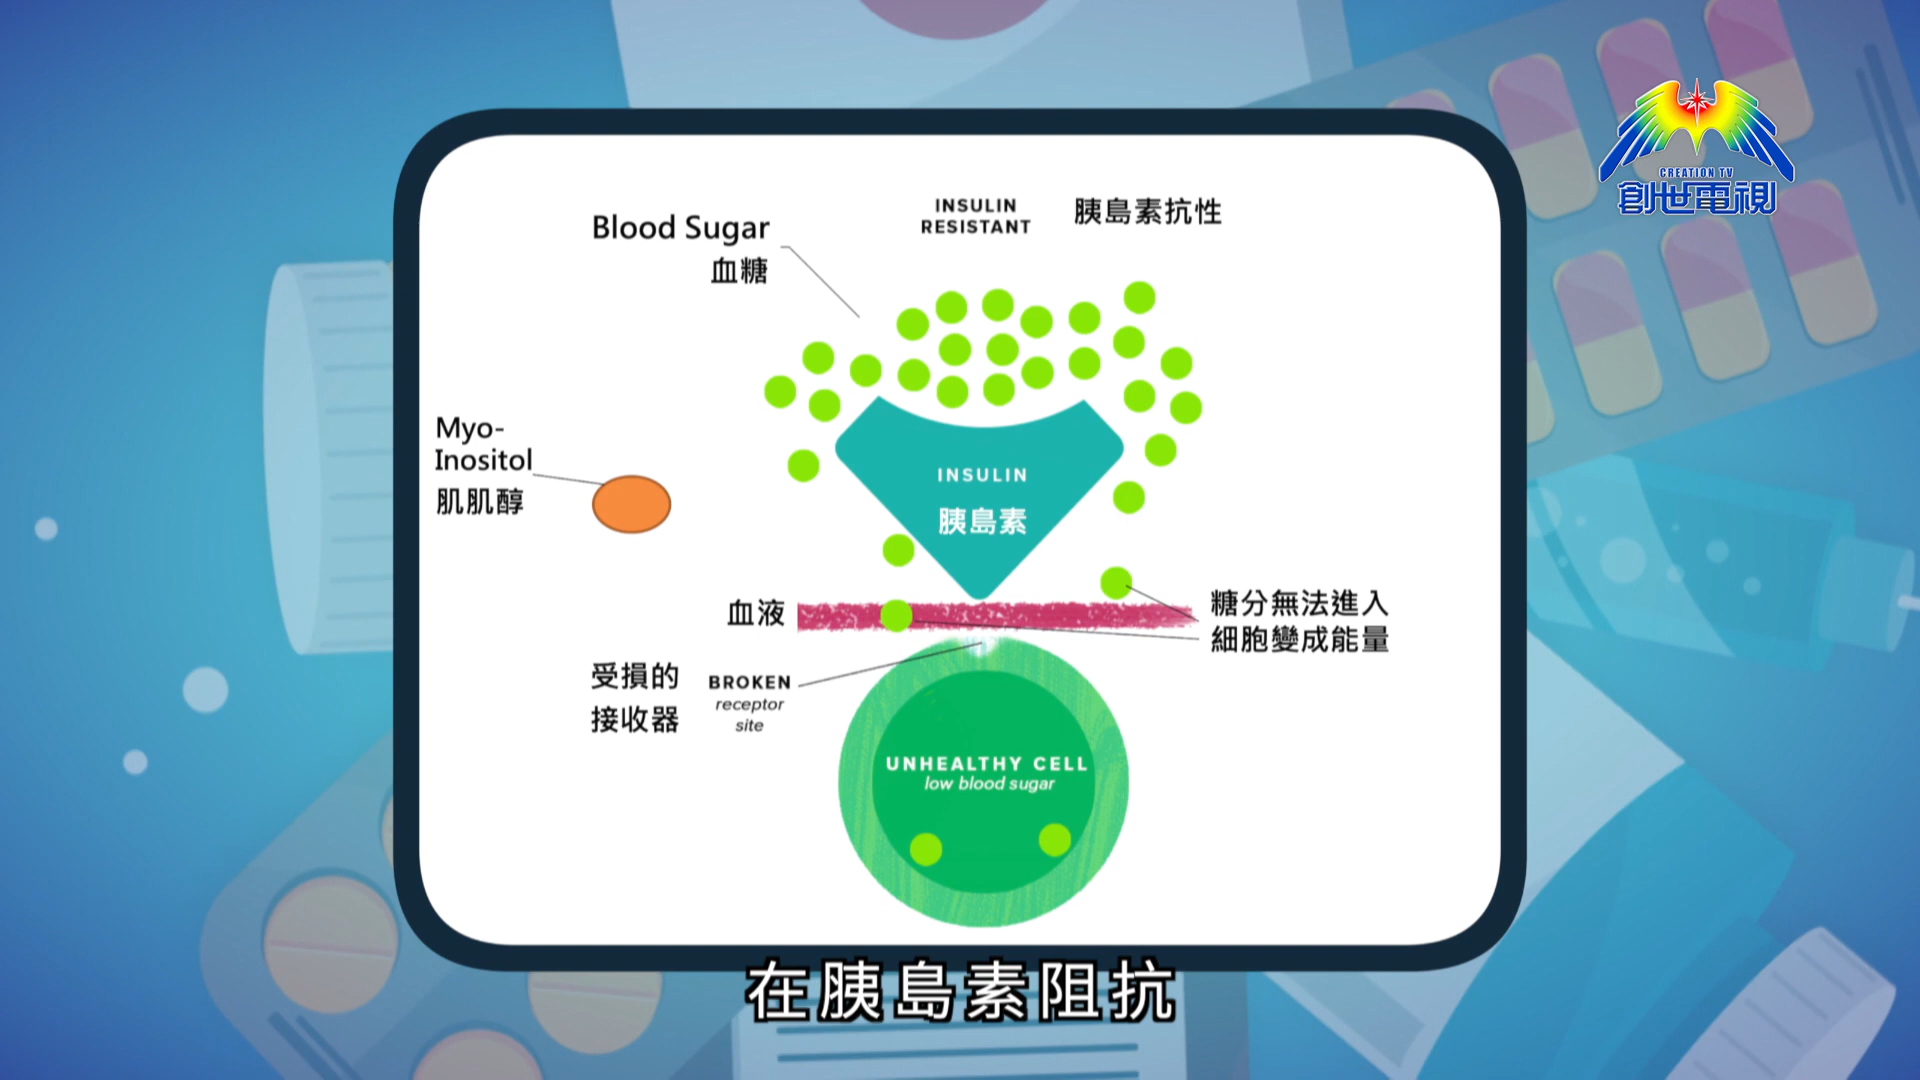 CREATION TV
創世電視
INSULIN
RESISTANT
胰島素抗性
Blood Sugar
血糖
Myo-
Inositol
肌肌醇
INSULIN
胰島素
血液
糖分無法進入
細胞變成能量
受損的
接收器
BROKEN
receptor
site
UNHEALTHY CELL
low blood sugar
在胰島素阻抗